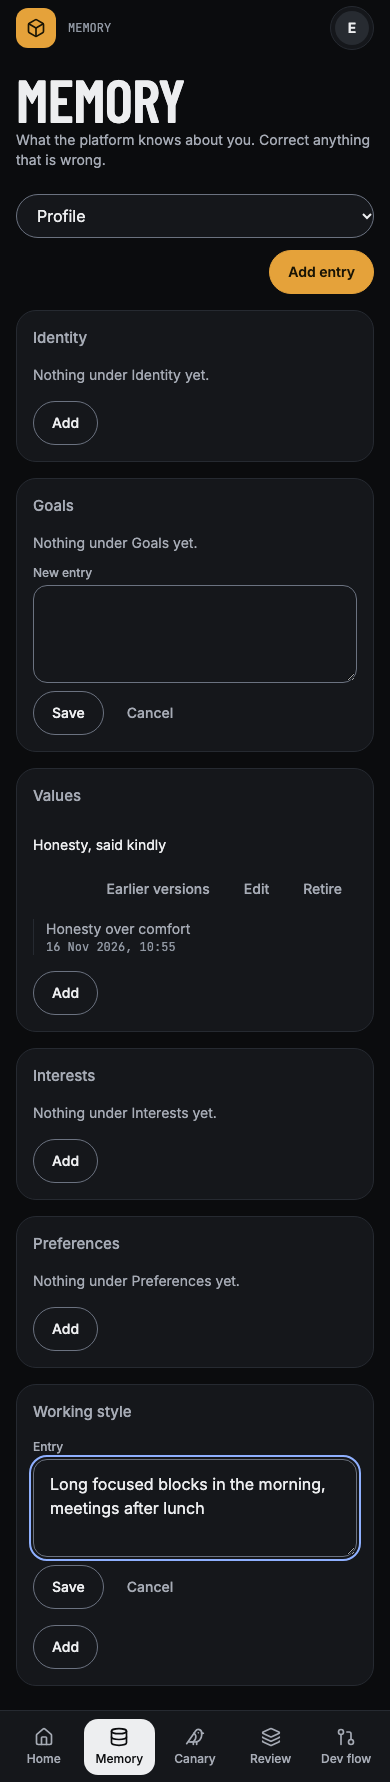 MEMORY
E
MEMORY
What the platform knows about you. Correct anything
that is wrong.
Profile
Add entry
Identity
Nothing under Identity yet.
Add
Goals
Nothing under Goals yet.
New entry
Save Cancel
Values
Honesty, said kindly
Earlier versions Edit Retire
Honesty over comfort
16 Nov 2026, 10:55
Add
Interests
Nothing under Interests yet.
Add
Preferences
Nothing under Preferences yet.
Add
Working style
Entry
Long focused blocks in the morning,
meetings after lunch
Save Cancel
Add
Home Memory Canary Review Dev flow